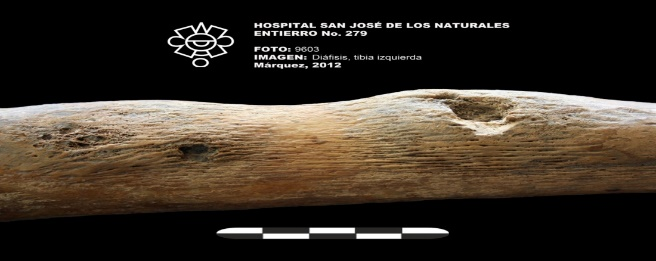 HOSPITAL SAN JOSÉ DE LOS NATURALES
ENTIERRO No. 279
FOTO: 9603
IMAGEN: Diáfisis, tibia izquierda
Márquez, 2012